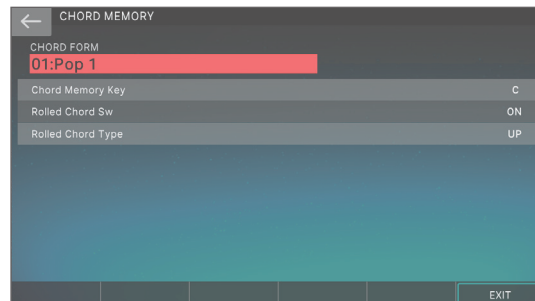 CHORD MEMORY
CHORD FORM
01:Pop 1
Chord Memory Key C
Rolled Chord Sw ON
Rolled Chord Type UP
EXIT